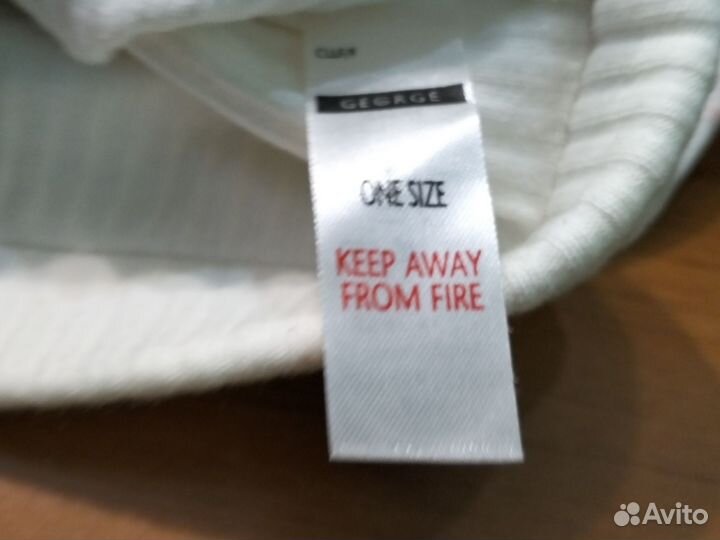 GEORGE
ONE SIZE
KEEP AWAY
FROM FIRE
Avito